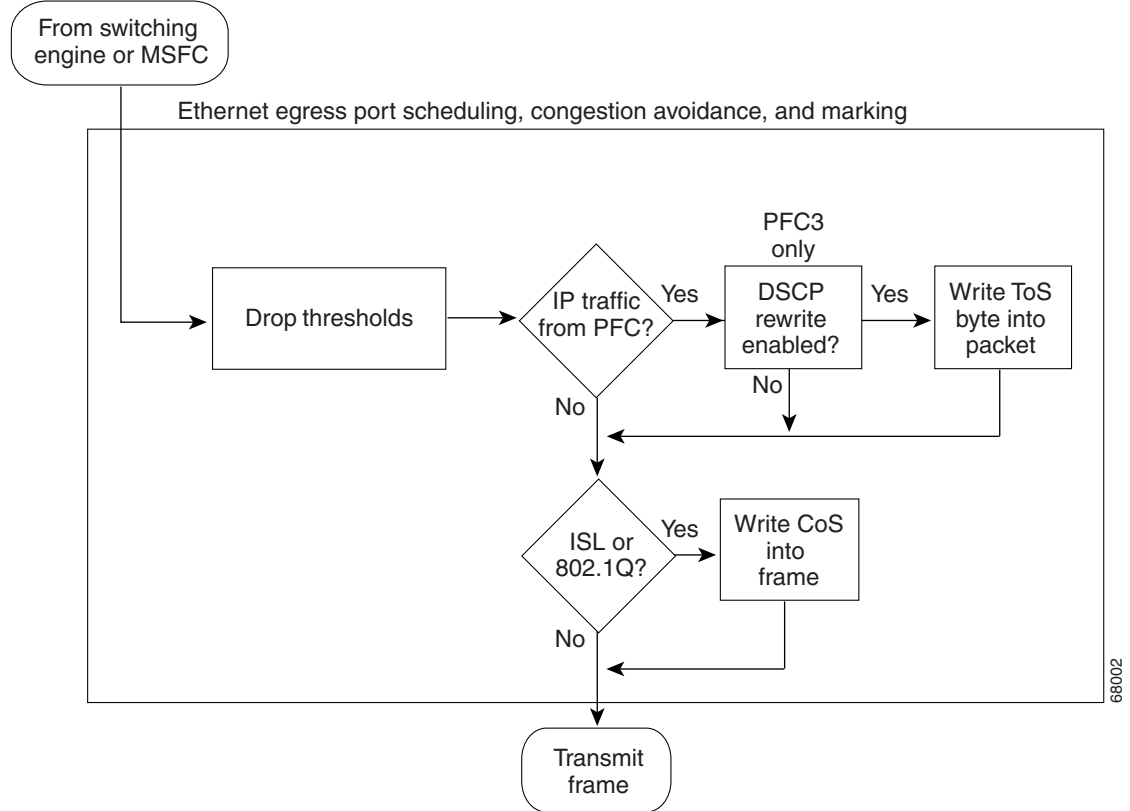 From switching
engine or MSFC
Ethernet egress port scheduling, congestion avoidance, and marking
PFC3
only
Drop thresholds
IP traffic
from PFC?
Yes
DSCP
rewrite
enabled?
Yes
Write ToS
byte into
packet
No
No
ISL or
802.1Q?
Yes
Write CoS
into
frame
No
68002
Transmit
frame